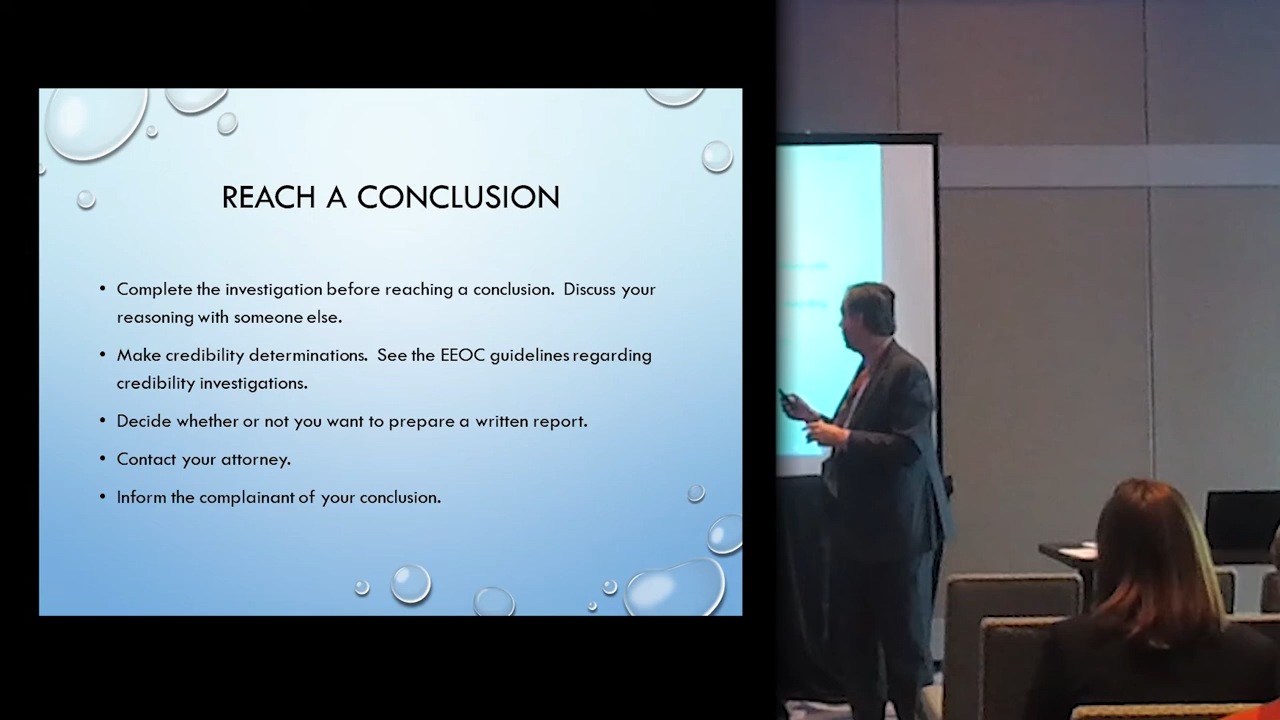 REACH A CONCLUSION
• Complete the investigation before reaching a conclusion.  Discuss your
reasoning with someone else.
• Make credibility determinations.  See the EEOC guidelines regarding
credibility investigations.
• Decide whether or not you want to prepare a written report.
• Contact your attorney.
• Inform the complainant of your conclusion.